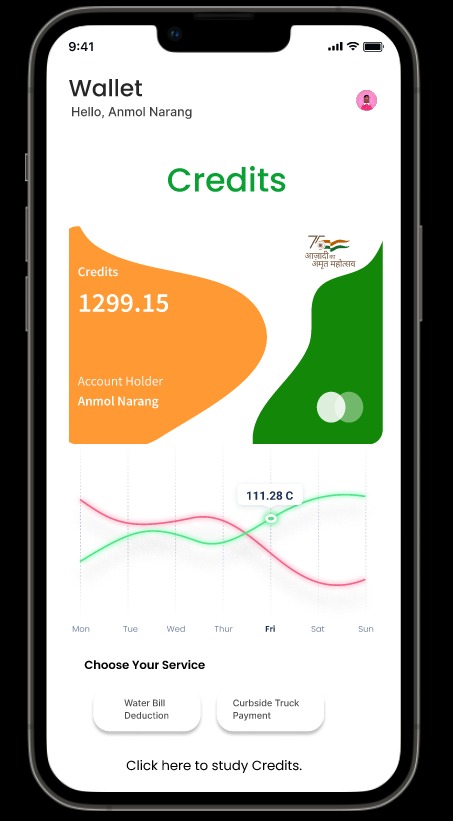 9:41
Wallet
Hello, Anmol Narang
Credits
75
आज़ादी का
अमृत महोत्सव
Credits
1299.15
Account Holder
Anmol Narang
111.28 C
Mon Tue Wed Thur Fri Sat Sun
Choose Your Service
Water Bill
Deduction
Curbside Truck
Payment
Click here to study Credits.